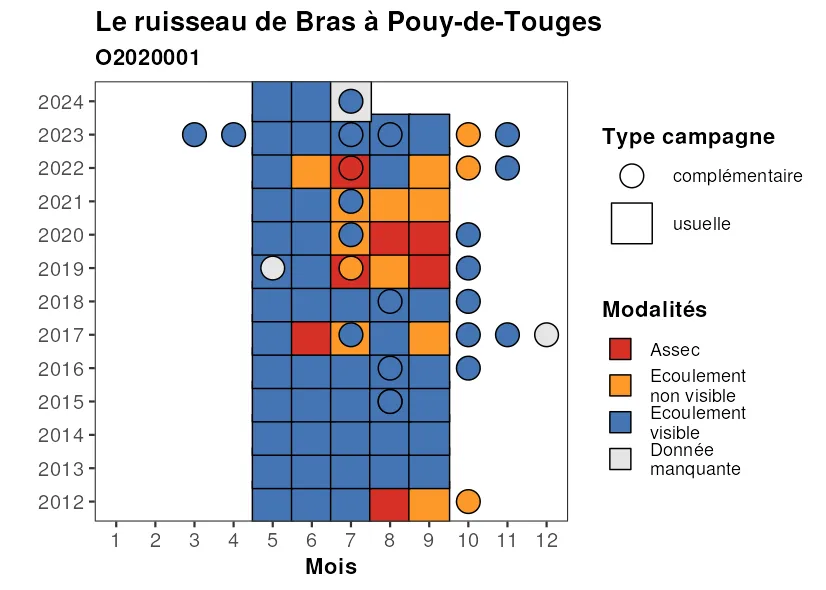 Le ruisseau de Bras à Pouy-de-Touges
O2020001
2024
2023
2022
2021
2020
2019
2018
2017
2016
2015
2014
2013
2012
1 2 3 4 5 6 7 8 9 10 11 12
Mois
Type campagne
complémentaire
usuelle
Modalités
Assec
Ecoulement
non visible
Ecoulement
visible
Donnée
manquante